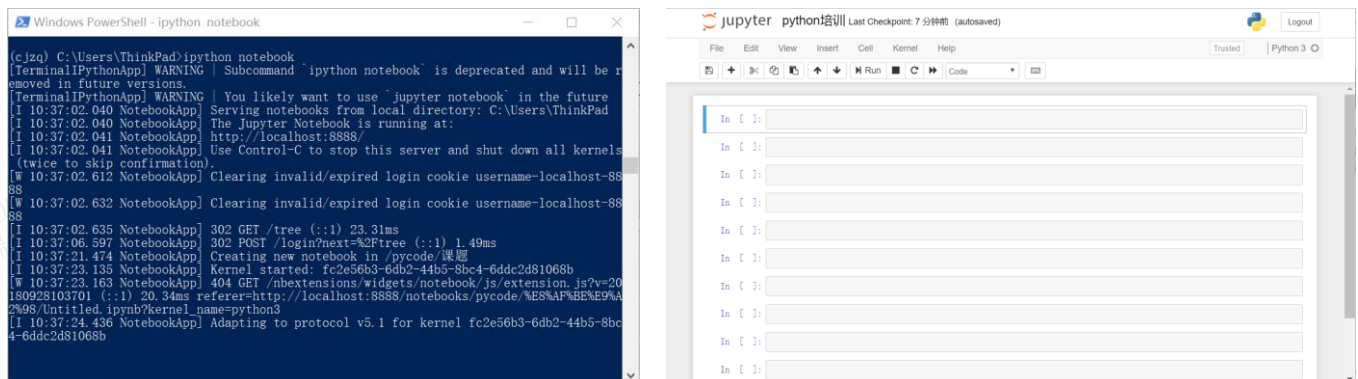 Windows PowerShell - ipython  notebook
(cjzq) C:\Users\ThinkPad>ipython notebook
[TerminalIPythonApp] WARNING | Subcommand `ipython notebook` is deprecated and will be r
emoved in future versions.
[TerminalIPythonApp] WARNING | You likely want to use `jupyter notebook` in the future
[I 10:37:02.040 NotebookApp] Serving notebooks from local directory: C:\Users\ThinkPad
[I 10:37:02.040 NotebookApp] The Jupyter Notebook is running at:
[I 10:37:02.041 NotebookApp] http://localhost:8888/
[I 10:37:02.041 NotebookApp] Use Control-C to stop this server and shut down all kernels
 (twice to skip confirmation).
[W 10:37:02.612 NotebookApp] Clearing invalid/expired login cookie username-localhost-88
88
[W 10:37:02.632 NotebookApp] Clearing invalid/expired login cookie username-localhost-88
88
[I 10:37:02.635 NotebookApp] 302 GET /tree (::1) 23.31ms
[I 10:37:06.597 NotebookApp] 302 POST /login?next=%2Ftree (::1) 1.49ms
[I 10:37:21.474 NotebookApp] Creating new notebook in /pycode/课题
[I 10:37:23.135 NotebookApp] Kernel started: fc2e56b3-6db2-44b5-8bc4-6ddc2d81068b
[W 10:37:23.163 NotebookApp] 404 GET /nbextensions/widgets/notebook/js/extension.js?v=20
180928103701 (::1) 20.34ms referer=http://localhost:8888/notebooks/pycode/%E8%AF%BE%E9%A
2%98/Untitled.ipynb?kernel_name=python3
[I 10:37:24.436 NotebookApp] Adapting to protocol v5.1 for kernel fc2e56b3-6db2-44b5-8bc
4-6ddc2d81068b
jupyter python培训 Last Checkpoint: 7 分钟前 (autosaved)
Logout
File Edit View Insert Cell Kernel Help
Trusted Python 3
Run Code
In [ ]:
In [ ]:
In [ ]:
In [ ]:
In [ ]:
In [ ]:
In [ ]:
In [ ]:
In [ ]:
In [ ]: